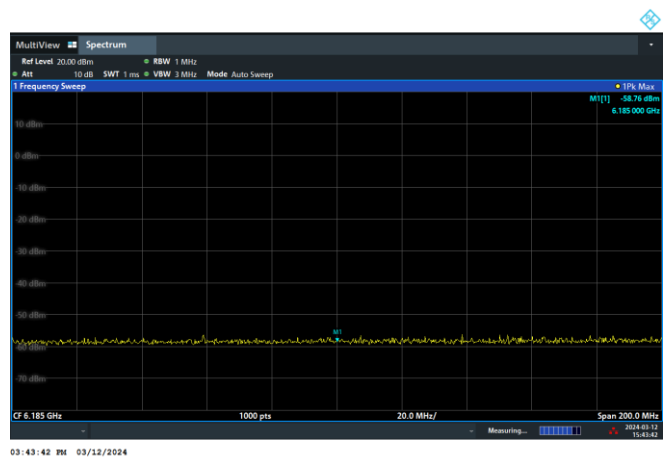 MultiView Spectrum
Ref Level 20.00 dBm RBW 1 MHz
Att 10 dB SWT 1 ms VBW 3 MHz Mode Auto Sweep
1 Frequency Sweep 1Pk Max
M1[1] -58.76 dBm
6.185 000 GHz
10 dBm
0 dBm
-10 dBm
-20 dBm
-30 dBm
-40 dBm
-50 dBm
M1
-60 dBm
-70 dBm
CF 6.185 GHz 1000 pts 20.0 MHz/ Span 200.0 MHz
Measuring... 2024-03-12
15:43:42
03:43:42 PM 03/12/2024